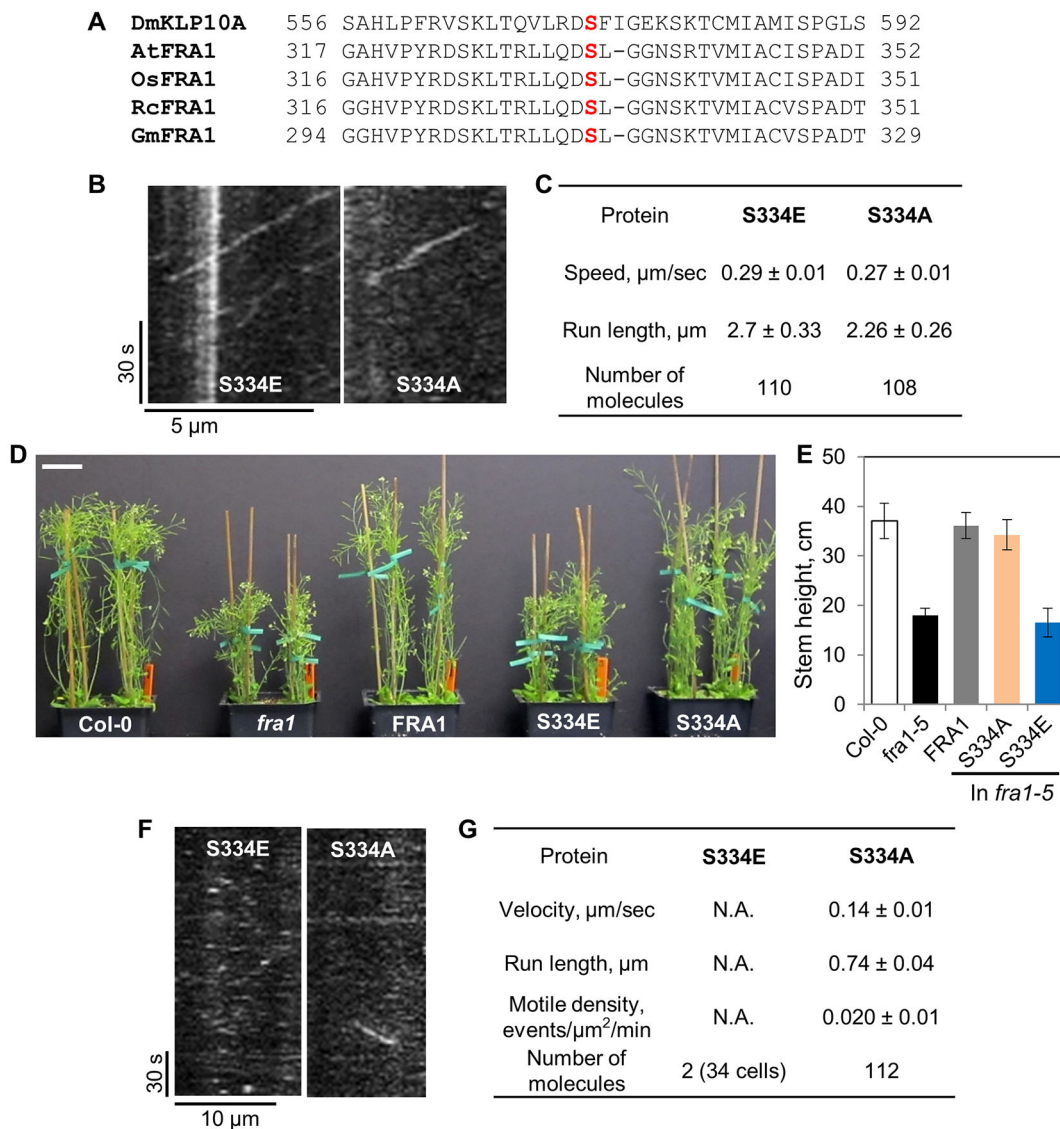 A
DmKLP10A 556 SAHLPFRVSKLTQVLRDSFIGEKSKTCMIAMISPGLS 592
AtFRA1 317 GAHVPYRDSKLTRLLQDSL-GGNSRTVMIACISPADI 352
OsFRA1 316 GAHVPYRDSKLTRLLQDSL-GGNSKTVMIACISPADI 351
RcFRA1 316 GGHVPYRDSKLTRLLQDSL-GGNSKTVMIACVSPADT 351
GmFRA1 294 GGHVPYRDSKLTRLLQDSL-GGNSKTVMIACVSPADT 329
B
30 s
S334E
S334A
5 µm
C
Protein S334E S334A
Speed, µm/sec 0.29 ± 0.01 0.27 ± 0.01
Run length, µm 2.7 ± 0.33 2.26 ± 0.26
Number of
molecules 110 108
D
Col-0
fra1
FRA1
S334E
S334A
E
Stem height, cm
50
40
30
20
10
0
Col-0
fra1-5
FRA1
S334A
S334E
In fra1-5
F
S334E
S334A
30 s
10 µm
G
Protein S334E S334A
Velocity, µm/sec N.A. 0.14 ± 0.01
Run length, µm N.A. 0.74 ± 0.04
Motile density,
events/µm²/min N.A. 0.020 ± 0.01
Number of
molecules 2 (34 cells) 112